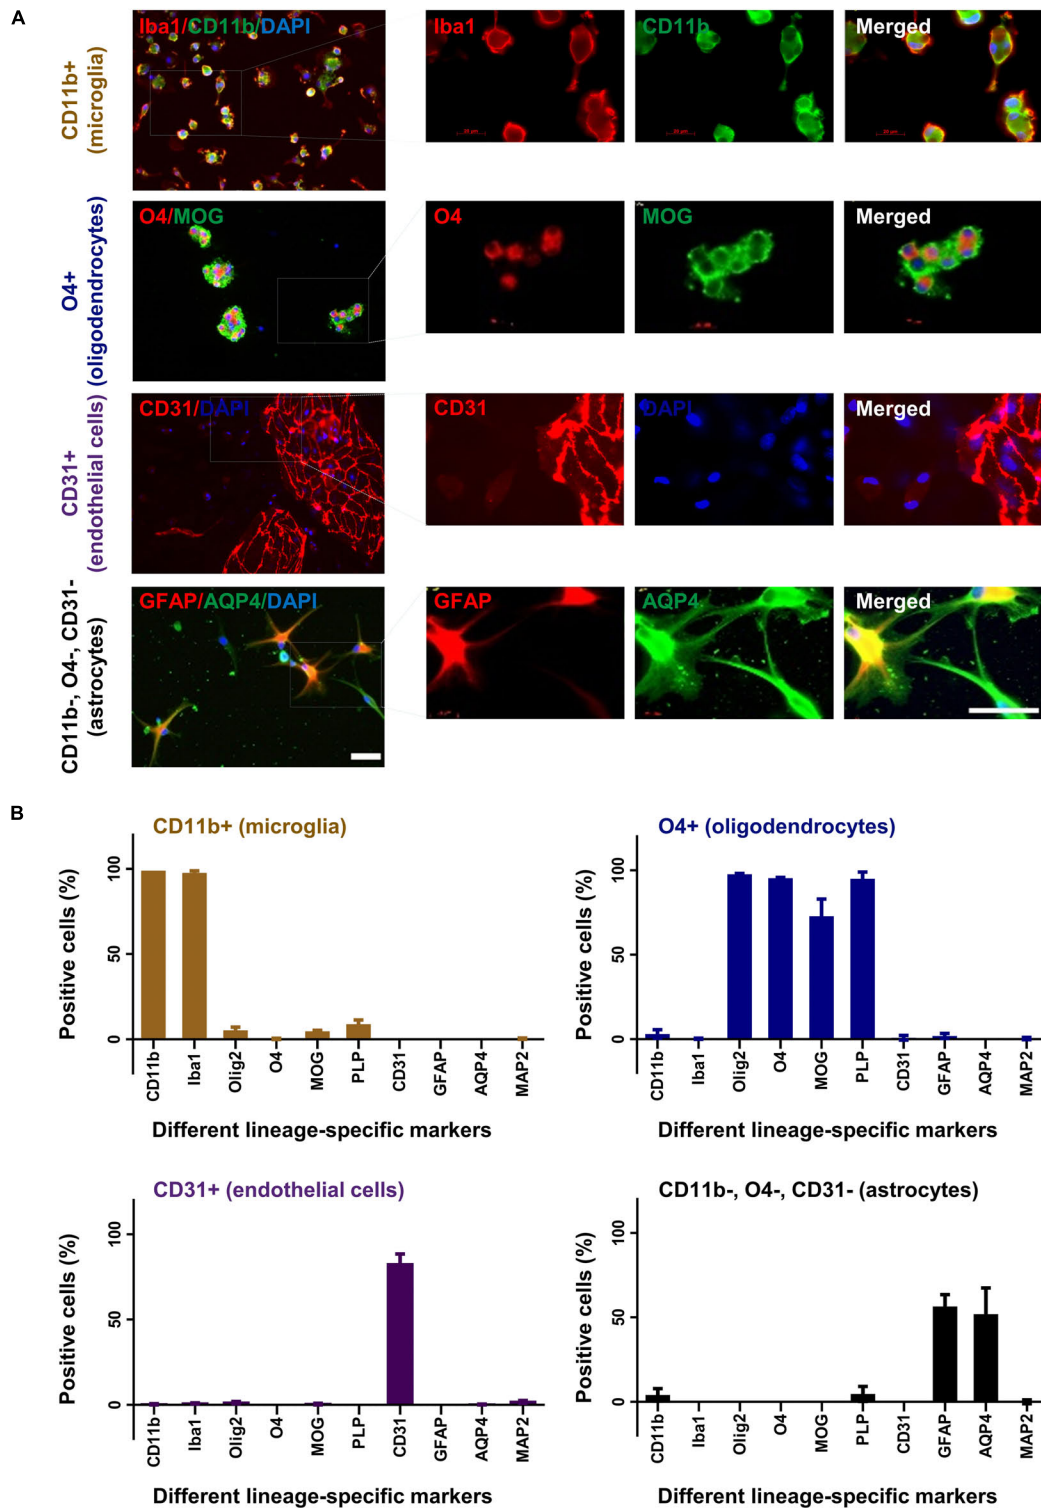 A
CD11b+
(microglia)
Iba1/CD11b/DAPI
Iba1
CD11b
Merged
O4+
(oligodendrocytes)
O4/MOG
O4
MOG
Merged
CD31+
(endothelial cells)
CD31/DAPI
CD31
DAPI
Merged
CD11b-, O4-, CD31-
(astrocytes)
GFAP/AQP4/DAPI
GFAP
AQP4
Merged
B
CD11b+ (microglia)
Positive cells (%)
100
50
0
CD11b
Iba1
Olig2
O4
MOG
PLP
CD31
GFAP
AQP4
MAP2
Different lineage-specific markers
O4+ (oligodendrocytes)
Positive cells (%)
100
50
0
CD11b
Iba1
Olig2
O4
MOG
PLP
CD31
GFAP
AQP4
MAP2
Different lineage-specific markers
CD31+ (endothelial cells)
Positive cells (%)
100
50
0
CD11b
Iba1
Olig2
O4
MOG
PLP
CD31
GFAP
AQP4
MAP2
Different lineage-specific markers
CD11b-, O4-, CD31- (astrocytes)
Positive cells (%)
100
50
0
CD11b
Iba1
Olig2
O4
MOG
PLP
CD31
GFAP
AQP4
MAP2
Different lineage-specific markers